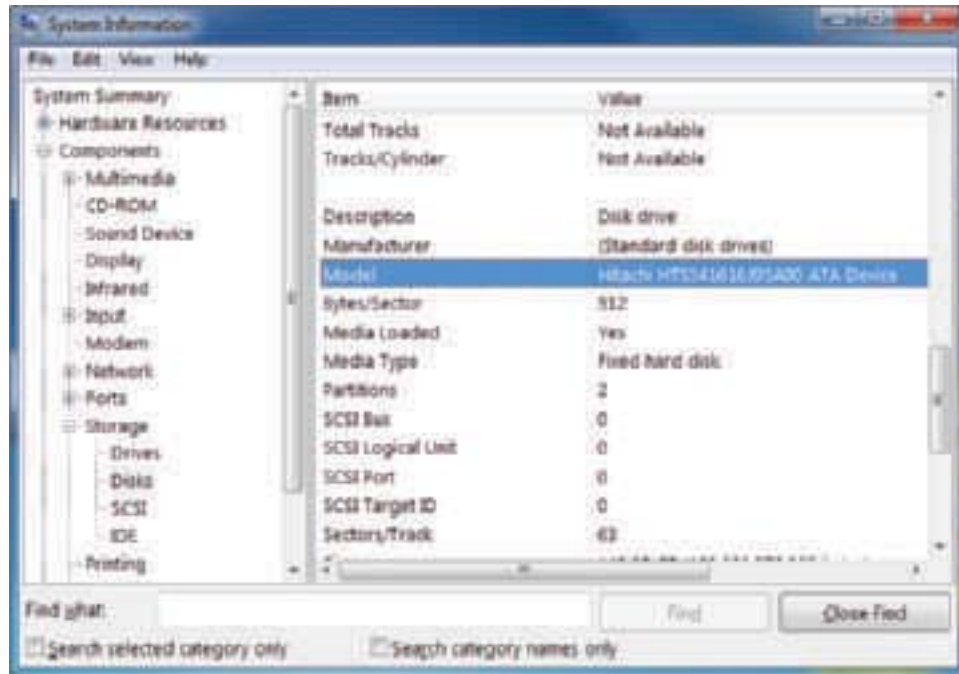 System Information
File Edit View Help
System Summary
Hardware Resources
Components
Multimedia
CD-ROM
Sound Device
Display
Infrared
Input
Modem
Network
Ports
Storage
Drives
Disks
SCSI
IDE
Printing
Item Value
Total Tracks Not Available
Tracks/Cylinder Not Available
Description Disk drive
Manufacturer (Standard disk drives)
Model Hitachi ATA Device
Bytes/Sector 512
Media Loaded Yes
Media Type Fixed hard disk
Partitions 2
SCSI Bus 0
SCSI Logical Unit 0
SCSI Port 0
SCSI Target ID 0
Sectors/Track 63
Find what:
Find
Close Find
Search selected category only
Search category names only